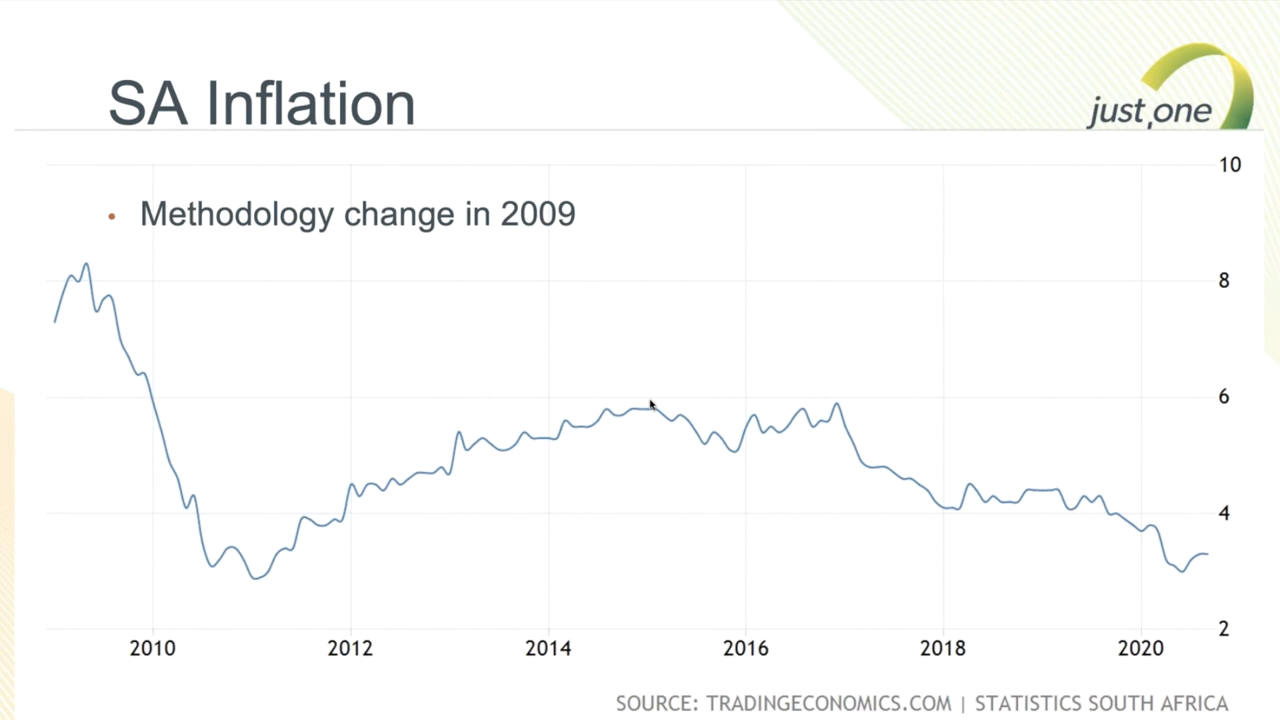 SA Inflation
just one
10
• Methodology change in 2009
8
6
4
2
2010 2012 2014 2016 2018 2020
SOURCE: TRADINGECONOMICS.COM | STATISTICS SOUTH AFRICA